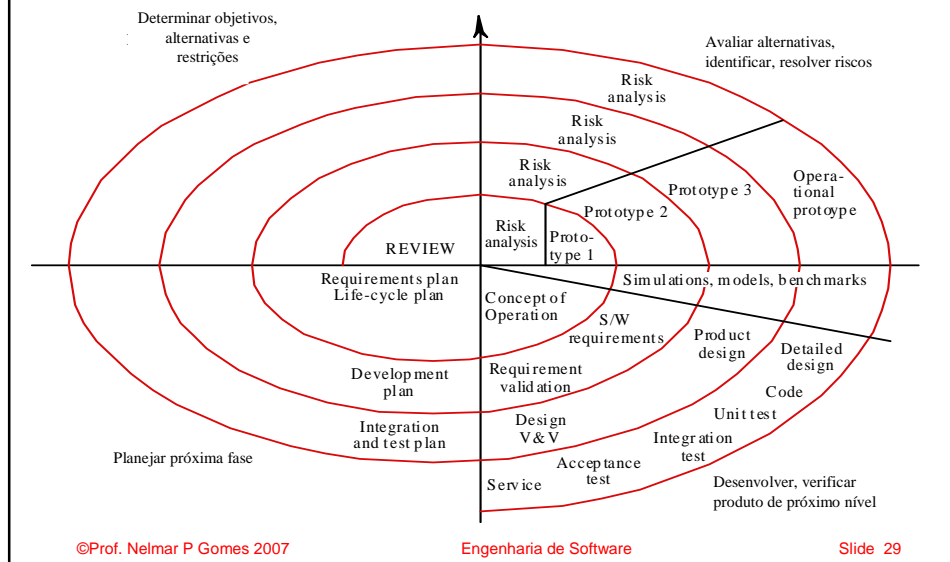 Determinar objetivos,
alternativas e
restrições
Avaliar alternativas,
identificar, resolver riscos
Risk
analysis
Risk
analysis
Risk
analysis
Risk
analysis
Proto-
type 1
Prototype 2
Prototype 3
Opera-
tional
protoype
REVIEW
Requirements plan
Life-cycle plan
Simulations, models, benchmarks
Concept of
Operation
S/W
requirements
Product
design
Detailed
design
Development
plan
Requirement
validation
Code
Unit test
Integration
and test plan
Design
V&V
Integration
test
Acceptance
test
Service
Planejar próxima fase
Desenvolver, verificar
produto de próximo nível
©Prof. Nelmar P Gomes 2007
Engenharia de Software
Slide 29